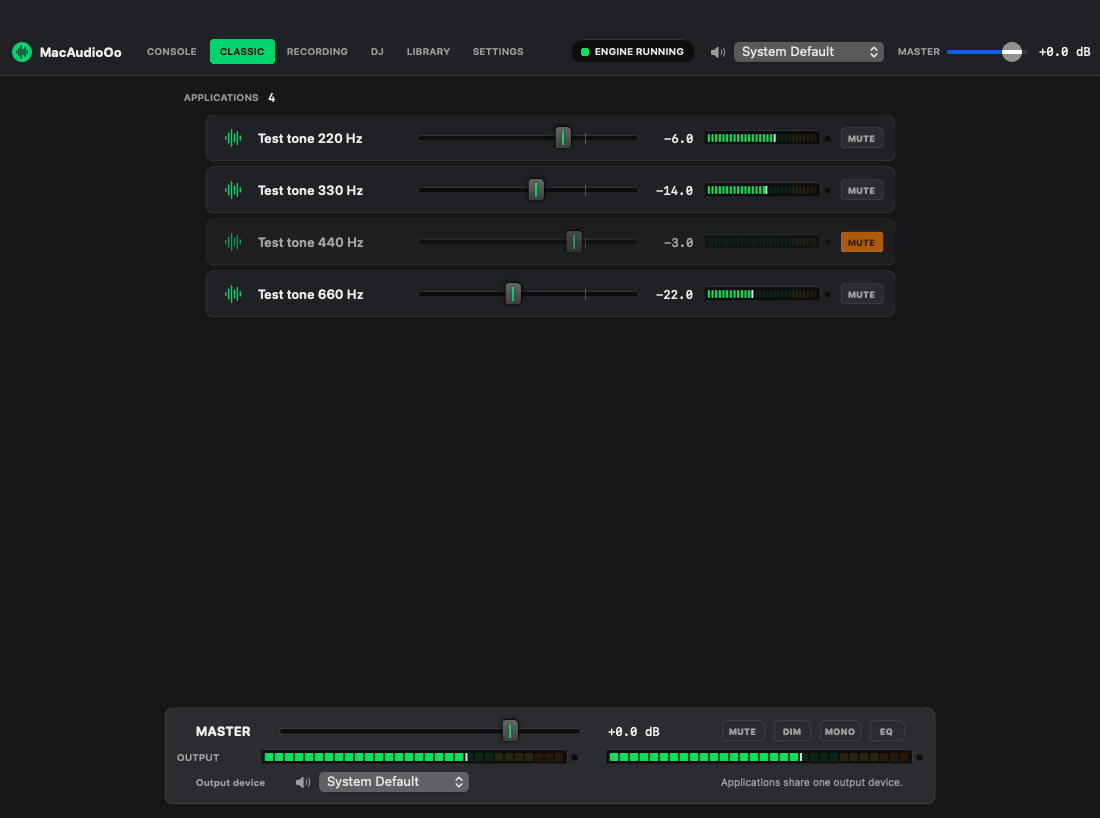 MacAudioOo CONSOLE CLASSIC RECORDING DJ LIBRARY SETTINGS ENGINE RUNNING System Default MASTER +0.0 dB
APPLICATIONS 4
Test tone 220 Hz -6.0 MUTE
Test tone 330 Hz -14.0 MUTE
Test tone 440 Hz -3.0 MUTE
Test tone 660 Hz -22.0 MUTE
MASTER +0.0 dB MUTE DIM MONO EQ
OUTPUT
Output device System Default Applications share one output device.